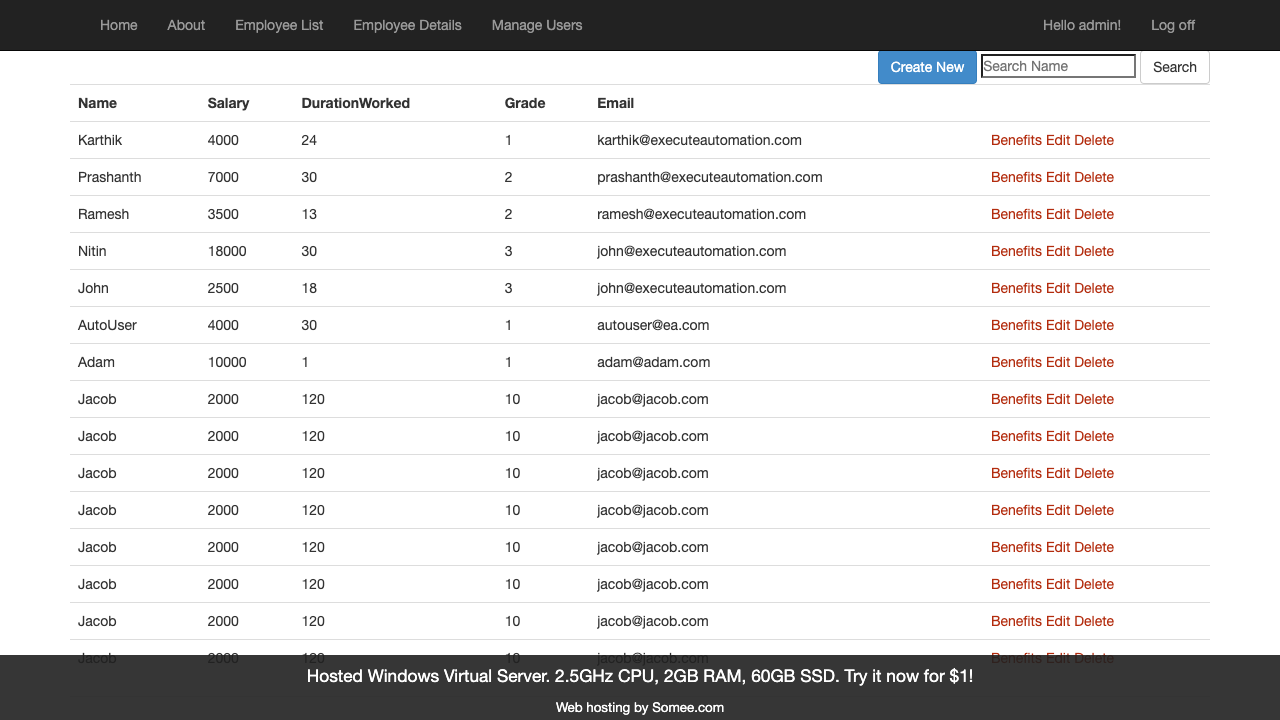 Home About Employee List Employee Details Manage Users Hello admin! Log off
Create New Search Name Search
Name Salary DurationWorked Grade Email
Karthik 4000 24 1 karthik@executeautomation.com Benefits Edit Delete
Prashanth 7000 30 2 prashanth@executeautomation.com Benefits Edit Delete
Ramesh 3500 13 2 ramesh@executeautomation.com Benefits Edit Delete
Nitin 18000 30 3 john@executeautomation.com Benefits Edit Delete
John 2500 18 3 john@executeautomation.com Benefits Edit Delete
AutoUser 4000 30 1 autouser@ea.com Benefits Edit Delete
Adam 10000 1 1 adam@adam.com Benefits Edit Delete
Jacob 2000 120 10 jacob@jacob.com Benefits Edit Delete
Jacob 2000 120 10 jacob@jacob.com Benefits Edit Delete
Jacob 2000 120 10 jacob@jacob.com Benefits Edit Delete
Jacob 2000 120 10 jacob@jacob.com Benefits Edit Delete
Jacob 2000 120 10 jacob@jacob.com Benefits Edit Delete
Jacob 2000 120 10 jacob@jacob.com Benefits Edit Delete
Jacob 2000 120 10 jacob@jacob.com Benefits Edit Delete
Jacob 2000 120 10 jacob@jacob.com Benefits Edit Delete
Hosted Windows Virtual Server. 2.5GHz CPU, 2GB RAM, 60GB SSD. Try it now for $1!
Web hosting by Somee.com